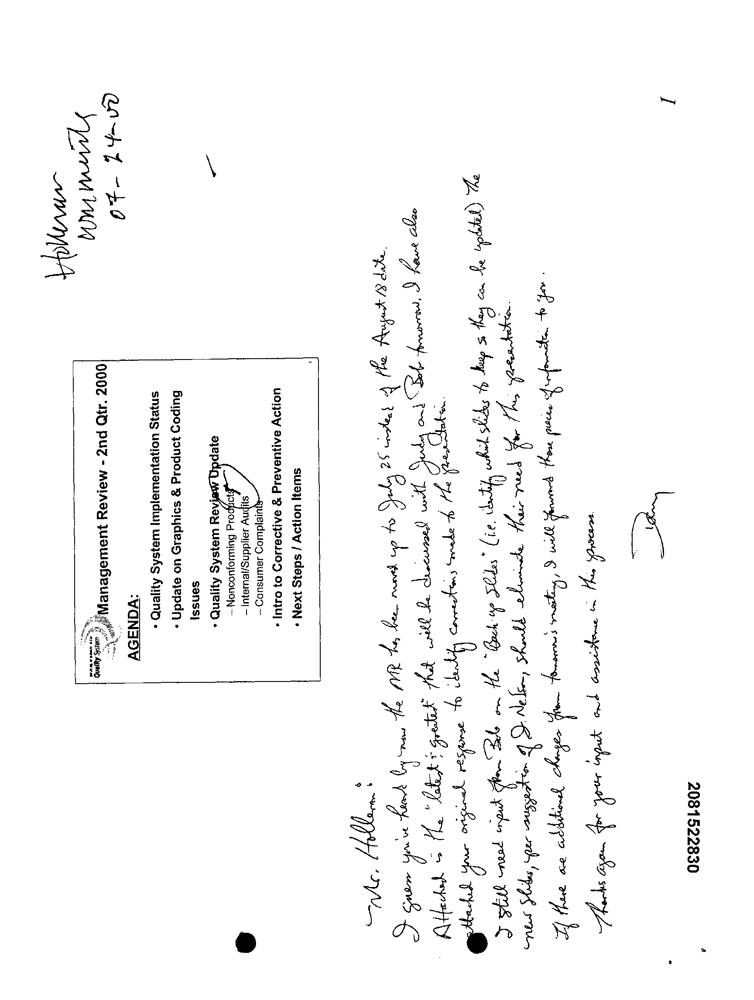 Holleran
comments
07-24-00
Quality System
Management Review - 2nd Qtr. 2000
AGENDA:
• Quality System Implementation Status
• Update on Graphics & Product Coding
Issues
• Quality System Review Update
– Nonconforming Products
– Internal/Supplier Audits
– Consumer Complaints
• Intro to Corrective & Preventive Action
• Next Steps / Action Items
Mr. Holleran:
I guess you've heard by now the MR has been moved up to July 25 instead of the August 18 date.
Attached is the "latest & greatest" that will be discussed with Judy and Bob tomorrow. I have also
attached your original response to identify corrections made to the presentation.
I still need input from Bob on the "Back up Slides" (i.e. identify which slides to keep so they can be updated) The
new slides, per suggestion of J. Nelson, should eliminate their need for this presentation.
If there are additional changes from tomorrow's meeting, I will forward those pieces of information to you.
Thanks again for your input and assistance in this process.
2081522830
1